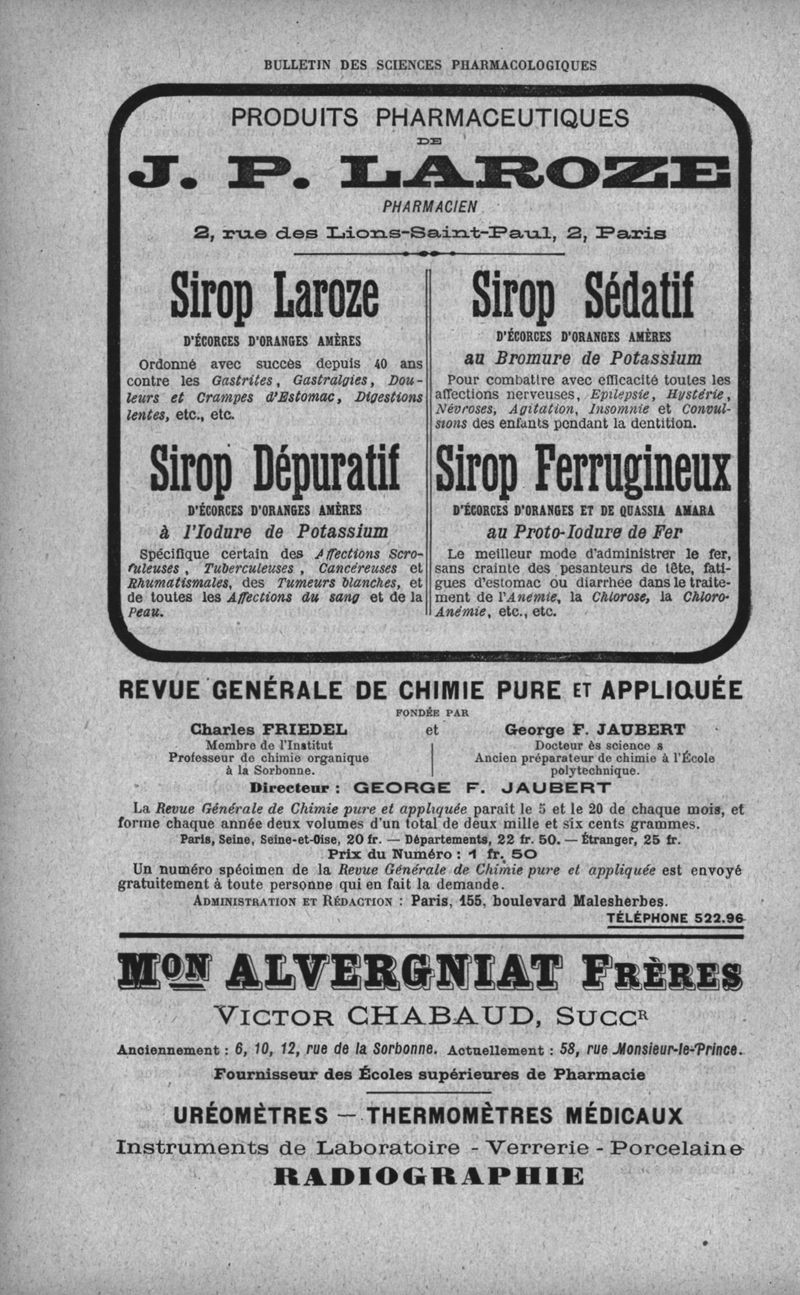 BULLETIN DES SCIENCES PHARMACOLOGIQUES
PRODUITS PHARMACEUTIQUES
DE
J. P. LAROZE
PHARMACIEN
2, rue des Lions-Saint-Paul, 2, Paris
Sirop Laroze
D'ÉCORCES D'ORANGES AMÈRES
Ordonné avec succès depuis 40 ans
contre les Gastrites, Gastralgies, Dou-
leurs et Crampes d'Estomac, Digestions
lentes, etc., etc.
Sirop Sédatif
D'ÉCORCES D'ORANGES AMÈRES
au Bromure de Potassium
Pour combattre avec efficacité toutes les
affections nerveuses, Epilepsie, Hystérie,
Névroses, Agitation, Insomnie et Convul-
sions des enfants pendant la dentition.
Sirop Dépuratif
D'ÉCORCES D'ORANGES AMÈRES
à l'Iodure de Potassium
Spécifique certain des Affections Scro-
fuleuses, Tuberculeuses, Cancéreuses et
Rhumatismales, des Tumeurs blanches, et
de toutes les Affections du sang et de la
Peau.
Sirop Ferrugineux
D'ÉCORCES D'ORANGES ET DE QUASSIA AMARA
au Proto-Iodure de Fer
Le meilleur mode d'administrer le fer,
sans crainte des pesanteurs de tête, fati-
gues d'estomac ou diarrhée dans le traite-
ment de l'Anémie, la Chlorose, la Chloro-
Anémie, etc., etc.
REVUE GENÉRALE DE CHIMIE PURE ET APPLIQUÉE
FONDÉE PAR
Charles FRIEDEL et George F. JAUBERT
Membre de l'Institut
Professeur de chimie organique
à la Sorbonne.
Docteur ès science s
Ancien préparateur de chimie à l'École
polytechnique.
Directeur : GEORGE F. JAUBERT
La Revue Générale de Chimie pure et appliquée parait le 5 et le 20 de chaque mois, et
forme chaque année deux volumes d'un total de deux mille et six cents grammes.
Paris, Seine, Seine-et-Oise, 20 fr. — Départements, 22 fr. 50. — Étranger, 25 fr.
Prix du Numéro : 1 fr. 50
Un numéro spécimen de la Revue Générale de Chimie pure et appliquée est envoyé
gratuitement à toute personne qui en fait la demande.
ADMINISTRATION ET RÉDACTION : Paris, 155, boulevard Malesherbes.
TÉLÉPHONE 522.96
MON ALVERGNIAT FRÈRES
VICTOR CHABAUD, SUCCR
Anciennement : 6, 10, 12, rue de la Sorbonne. Actuellement : 58, rue Monsieur-le-Prince.
Fournisseur des Écoles supérieures de Pharmacie
URÉOMÈTRES — THERMOMÈTRES MÉDICAUX
Instruments de Laboratoire - Verrerie - Porcelaine
RADIOGRAPHIE